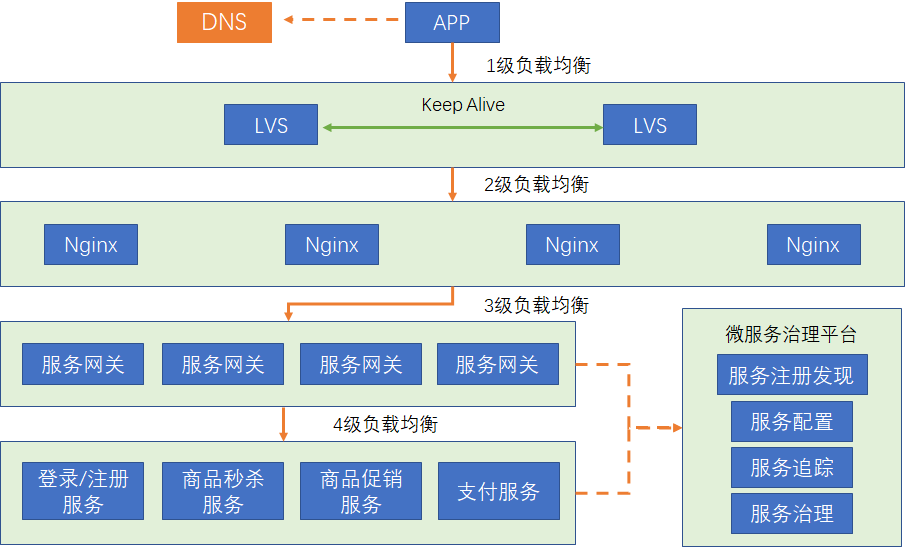 DNS
APP
1级负载均衡
Keep Alive
LVS
LVS
2级负载均衡
Nginx
Nginx
Nginx
Nginx
3级负载均衡
服务网关
服务网关
服务网关
服务网关
4级负载均衡
登录/注册
服务
商品秒杀
服务
商品促销
服务
支付服务
微服务治理平台
服务注册发现
服务配置
服务追踪
服务治理